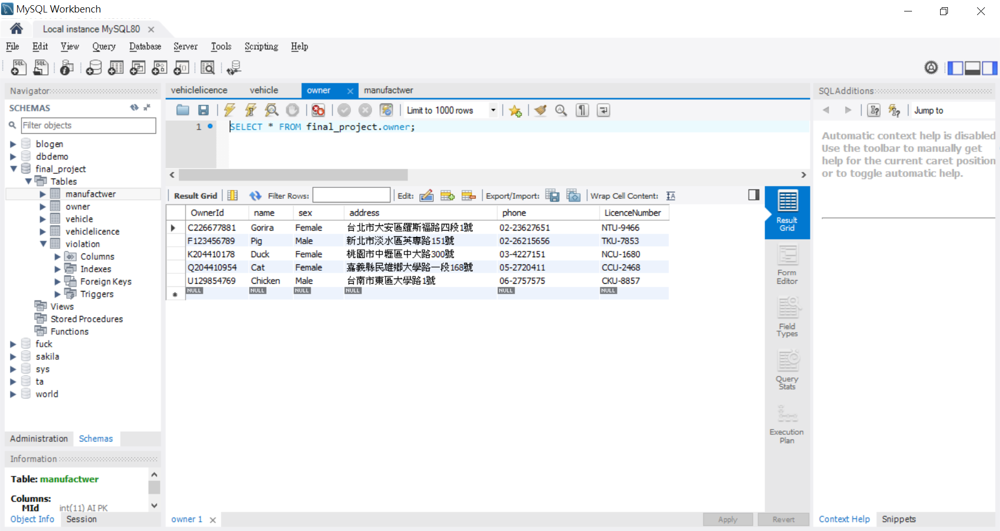 MySQL Workbench
Local instance MySQL80
File Edit View Query Database Server Tools Scripting Help
Navigator
SCHEMAS
Filter objects
blogen
dbdemo
final_project
Tables
manufactwer
owner
vehicle
vehiclelicence
violation
Columns
Indexes
Foreign Keys
Triggers
Views
Stored Procedures
Functions
fuck
sakila
sys
ta
world
Administration Schemas
Information
Table: manufactwer
Columns:
MId int(11) AI PK
Object Info Session
vehiclelicence vehicle owner manufactwer
Limit to 1000 rows
1 SELECT * FROM final_project.owner;
Result Grid Filter Rows: Edit: Export/Import: Wrap Cell Content:
OwnerId name sex address phone LicenceNumber
C226677881 Gorira Female 台北市大安區羅斯福路四段1號 02-23627651 NTU-9466
F123456789 Pig Male 新北市淡水區英專路151號 02-26215656 TKU-7853
K204410178 Duck Female 桃園市中壢區中大路300號 03-4227151 NCU-1680
Q204410954 Cat Female 嘉義縣民雄鄉大學路一段168號 05-2720411 CCU-2468
U129854769 Chicken Male 台南市東區大學路1號 06-2757575 CKU-8857
NULL NULL NULL NULL NULL NULL
Result
Grid
Form
Editor
Field
Types
Query
Stats
Execution
Plan
owner 1
Apply Revert
SQLAdditions
Jump to
Automatic context help is disabled
Use the toolbar to manually get
help for the current caret position
or to toggle automatic help.
Context Help Snippets